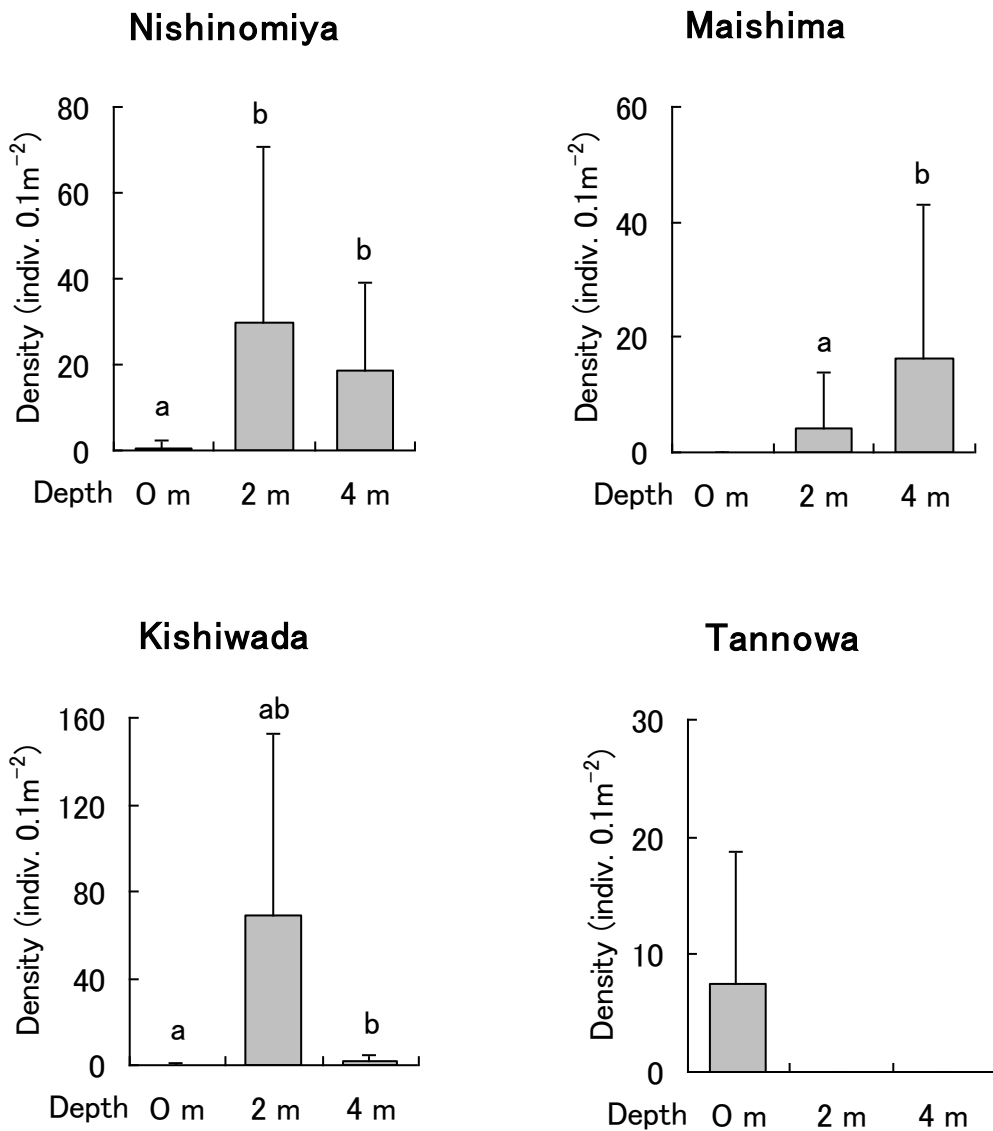 Nishinomiya
Density (indiv. 0.1m⁻²)
80
60
40
20
0
a
b
b
Depth 0 m 2 m 4 m
Maishima
Density (indiv. 0.1m⁻²)
60
40
20
0
a
b
Depth 0 m 2 m 4 m
Kishiwada
Density (indiv. 0.1m⁻²)
160
120
80
40
0
a
ab
b
Depth 0 m 2 m 4 m
Tannowa
Density (indiv. 0.1m⁻²)
30
20
10
0
Depth 0 m 2 m 4 m